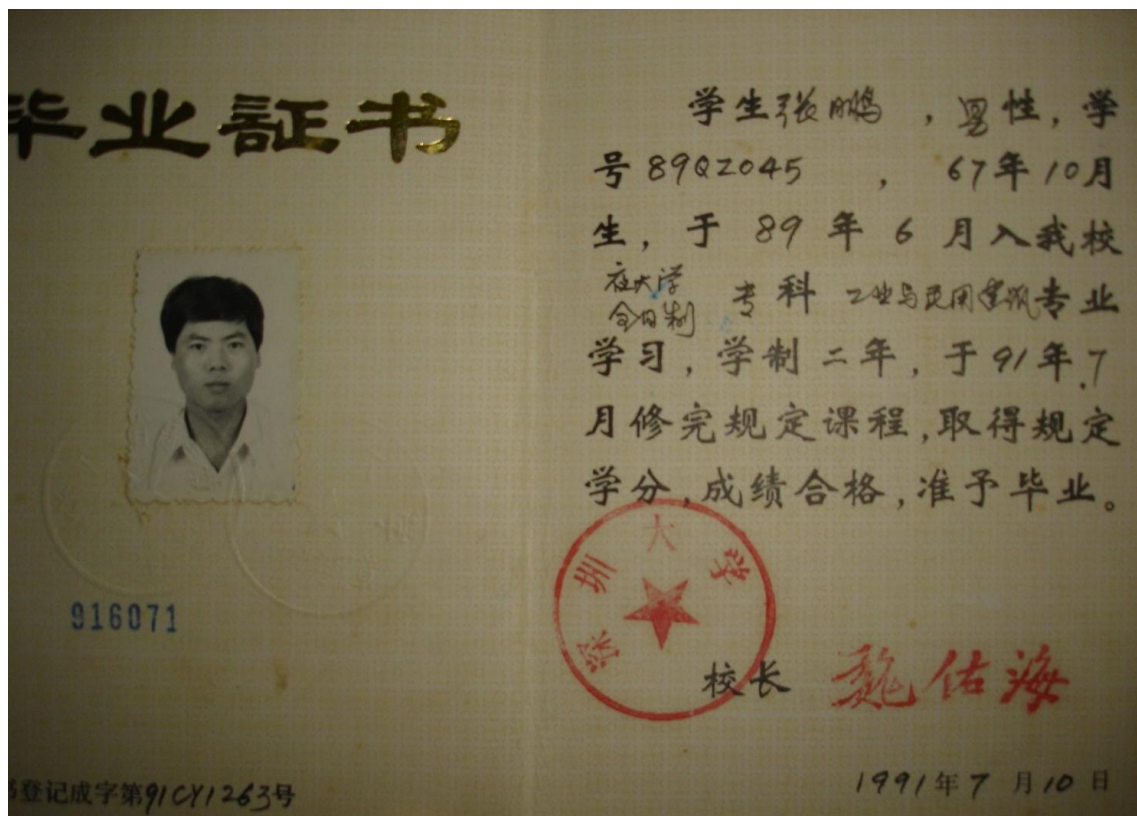 毕业証书
916071
书登记成字第91CY1263号
学生张鹏 ，男性，学
号89QZ045 ， 67年10月
生，于 89 年 6 月入我校
夜大学
全日制 专科 工业与民用建筑专业
学习，学制二年，于91年.7
月修完规定课程，取得规定
学分，成绩合格，准予毕业。
深圳大学
校长 魏佑海
1991年7月10日